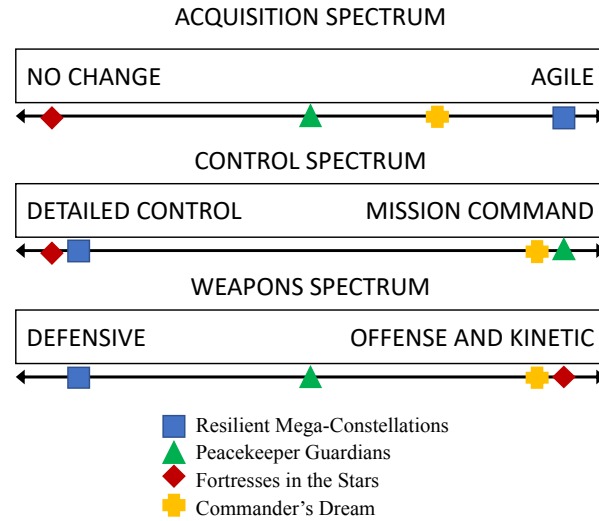 ACQUISITION SPECTRUM
NO CHANGE AGILE
CONTROL SPECTRUM
DETAILED CONTROL MISSION COMMAND
WEAPONS SPECTRUM
DEFENSIVE OFFENSE AND KINETIC
Resilient Mega-Constellations
Peacekeeper Guardians
Fortresses in the Stars
Commander’s Dream